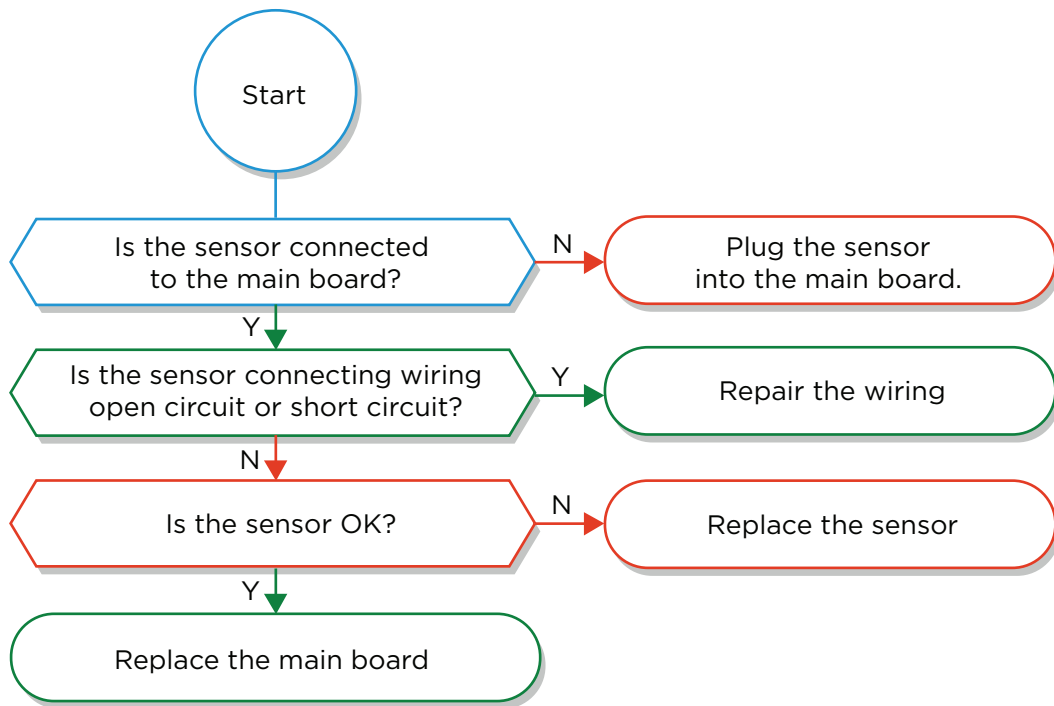 Start
Is the sensor connected
to the main board?
N
Plug the sensor
into the main board.
Y
Is the sensor connecting wiring
open circuit or short circuit?
Y
Repair the wiring
N
Is the sensor OK?
N
Replace the sensor
Y
Replace the main board